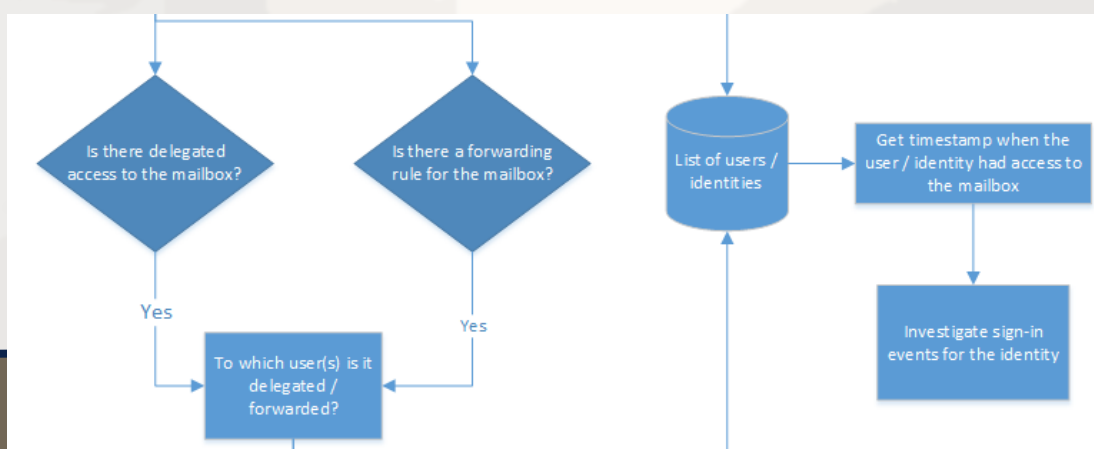 Is there delegated
access to the mailbox?
Is there a forwarding
rule for the mailbox?
List of users /
identities
Get timestamp when the
user / identity had access to
the mailbox
Yes
Yes
To which user(s) is it
delegated /
forwarded?
Investigate sign-in
events for the identity